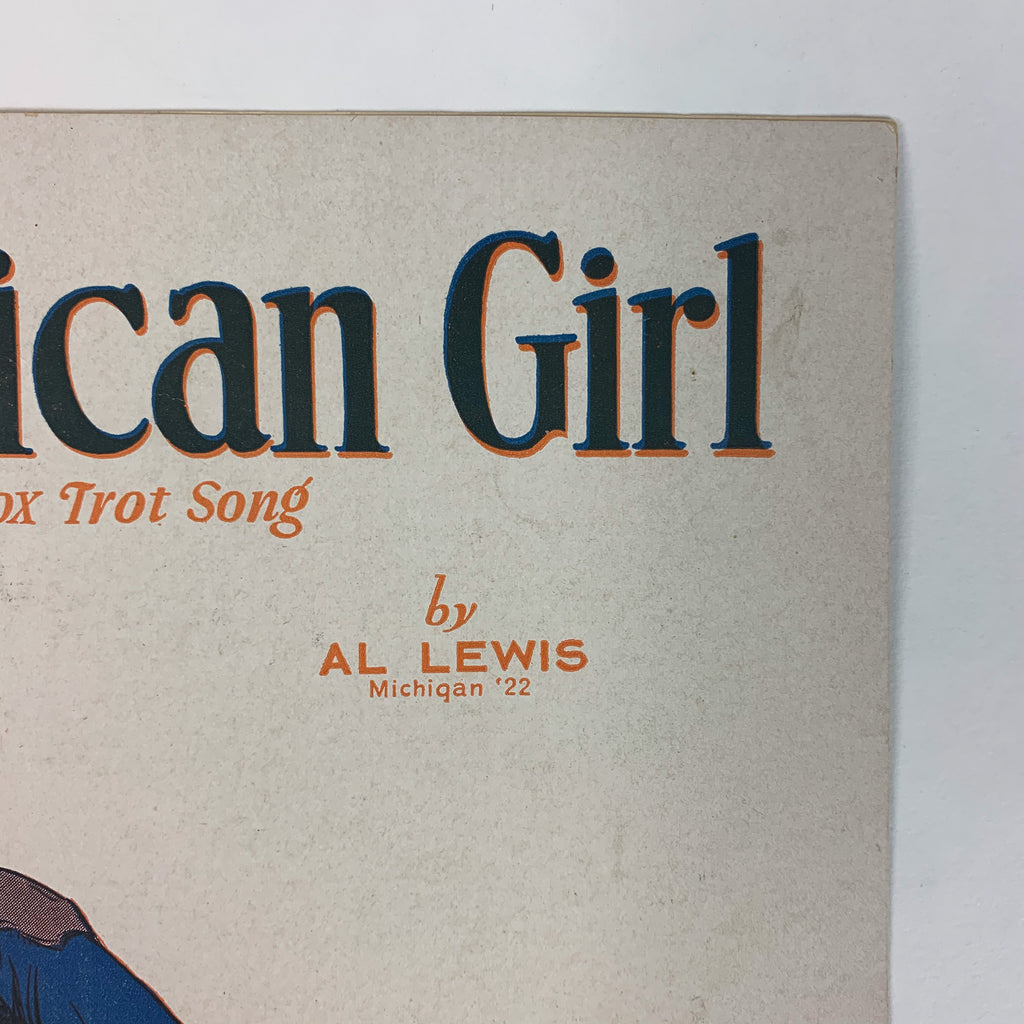 ican Girl
ox Trot Song
by
AL LEWIS
Michigan '22